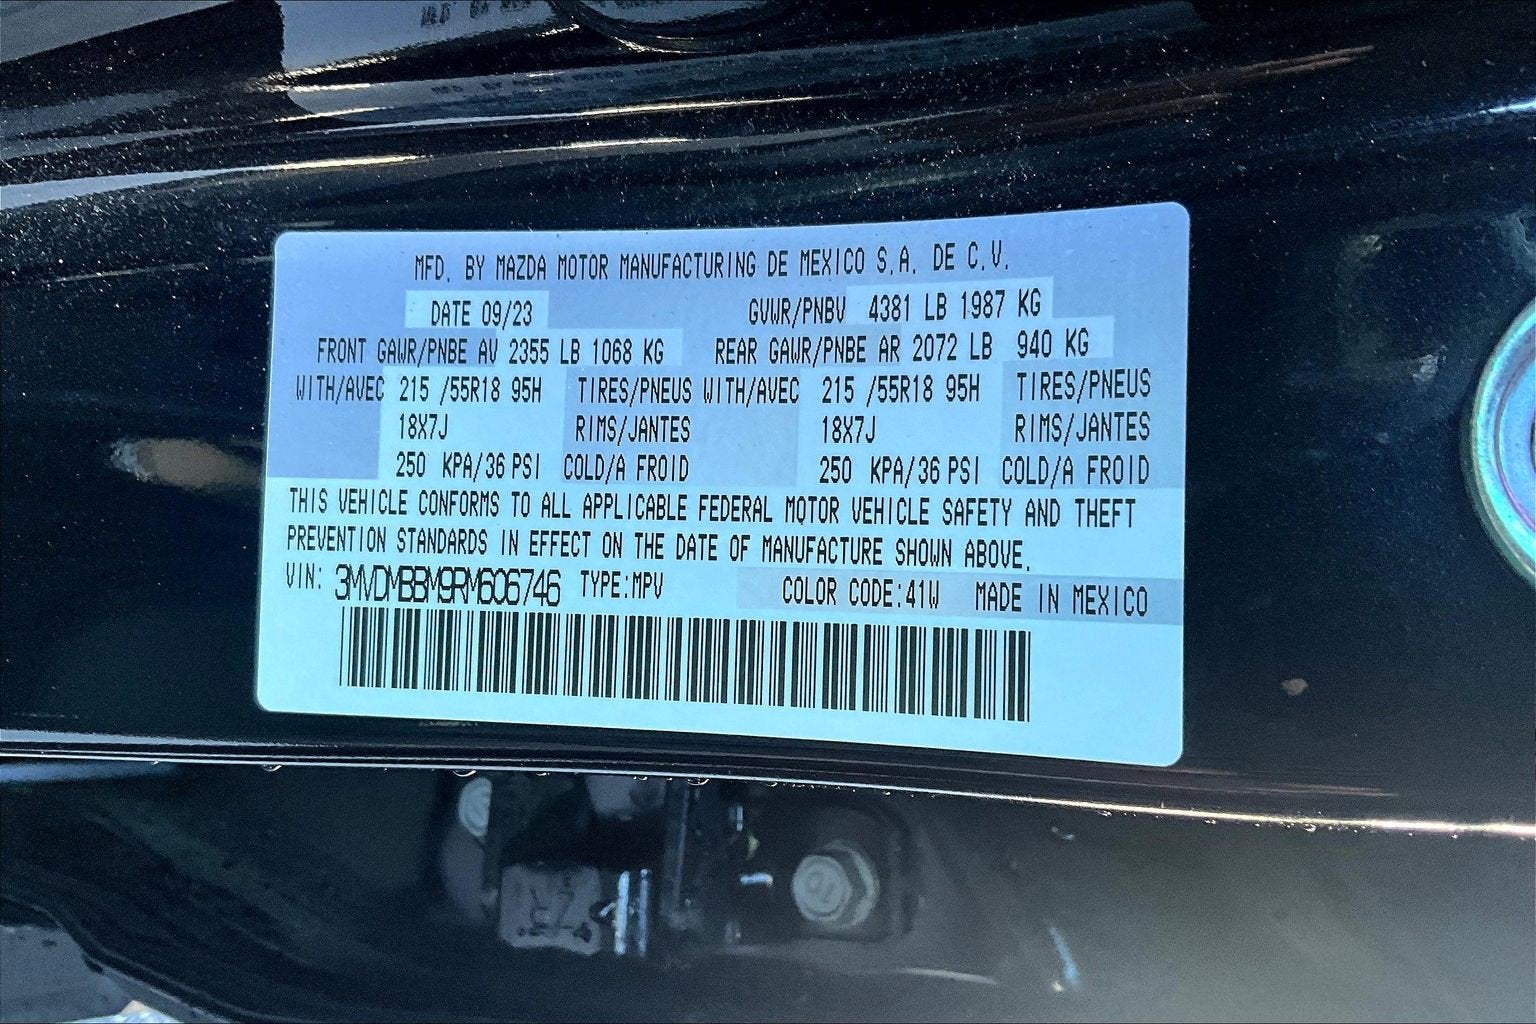 MFD. BY MAZDA MOTOR MANUFACTURING DE MEXICO S.A. DE C.V.
DATE 09/23 GVWR/PNBV 4381 LB 1987 KG
FRONT GAWR/PNBE AV 2355 LB 1068 KG REAR GAWR/PNBE AR 2072 LB 940 KG
WITH/AVEC 215 /55R18 95H TIRES/PNEUS WITH/AVEC 215 /55R18 95H TIRES/PNEUS
18X7J RIMS/JANTES 18X7J RIMS/JANTES
250 KPA/36 PSI COLD/A FROID 250 KPA/36 PSI COLD/A FROID
THIS VEHICLE CONFORMS TO ALL APPLICABLE FEDERAL MOTOR VEHICLE SAFETY AND THEFT
PREVENTION STANDARDS IN EFFECT ON THE DATE OF MANUFACTURE SHOWN ABOVE.
VIN: 3MVDMBBM9RM606746 TYPE:MPV COLOR CODE:41W MADE IN MEXICO